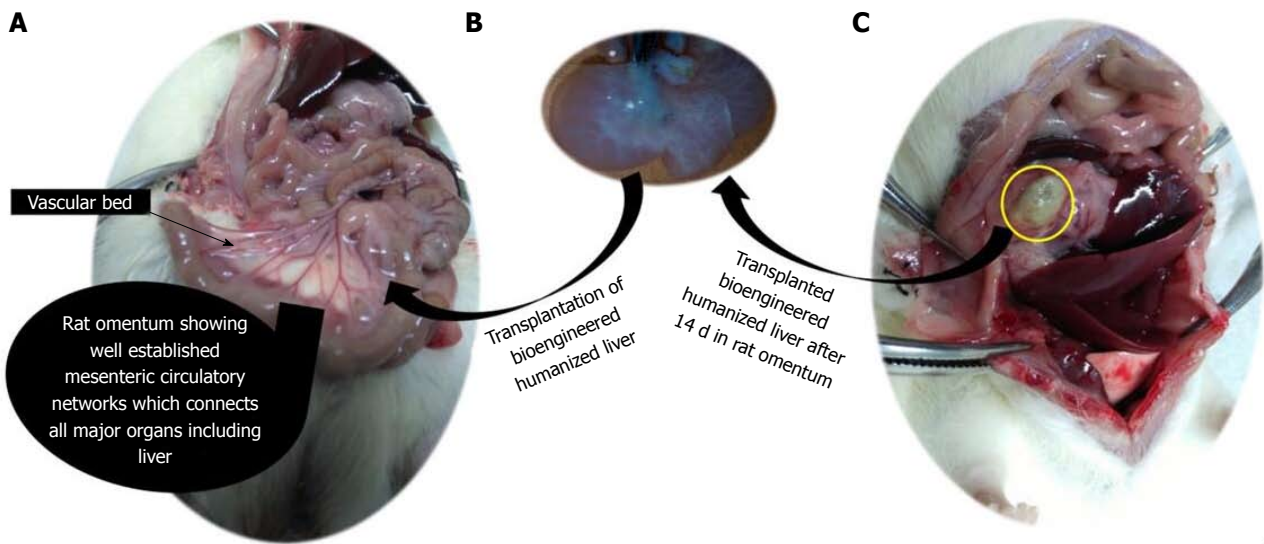 A
B
C
Vascular bed
Rat omentum showing
well established
mesenteric circulatory
networks which connects
all major organs including
liver
Transplantation of
bioengineered
humanized liver
Transplanted
bioengineered
humanized liver after
14 d in rat omentum